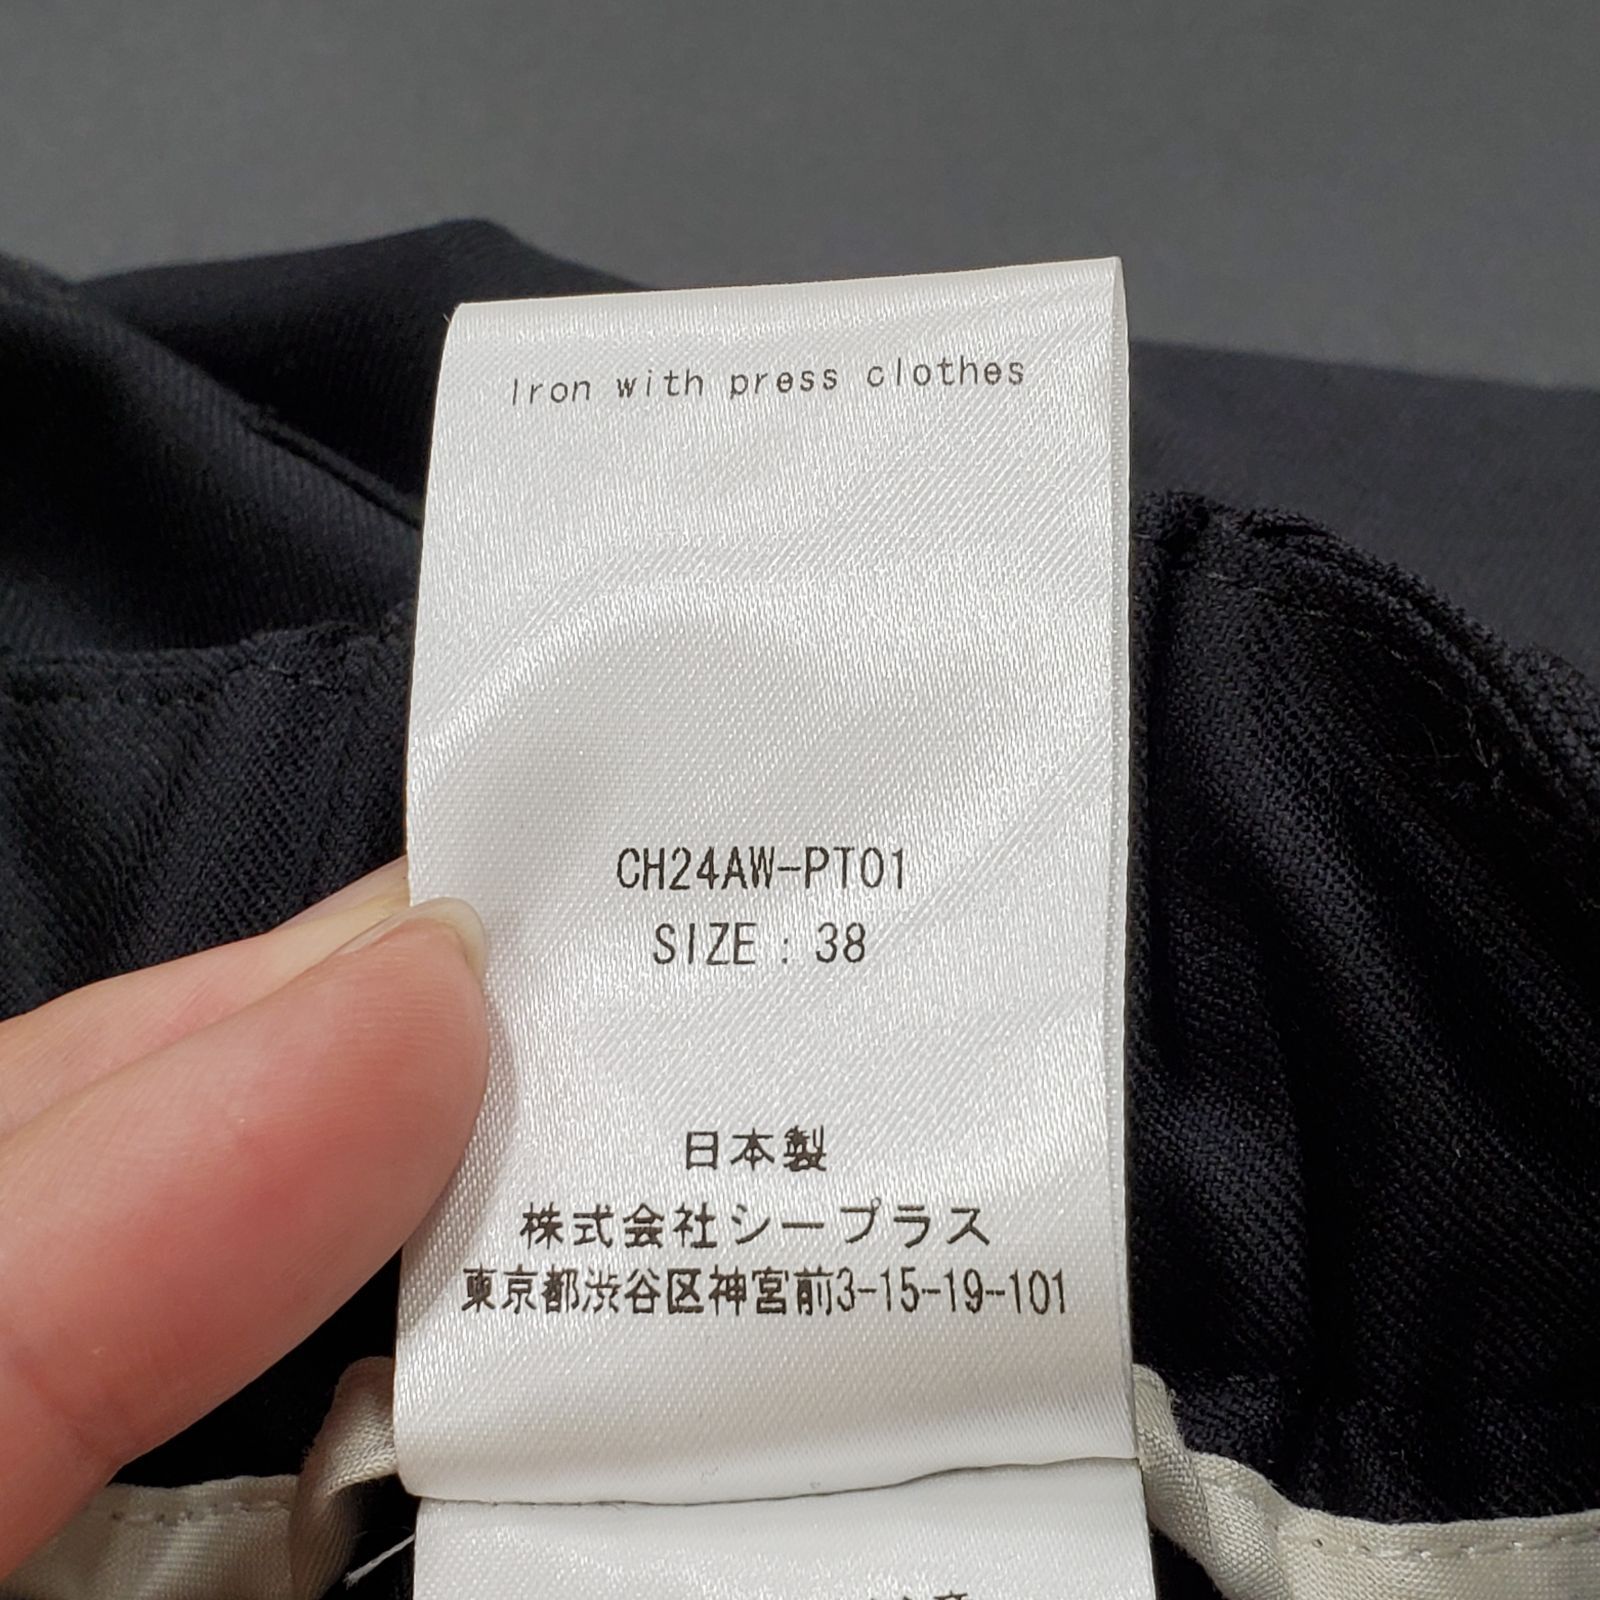 Iron with press clothes
CH24AW-PT01
SIZE : 38
日本製
株式会社シープラス
東京都渋谷区神宮前3-15-19-101